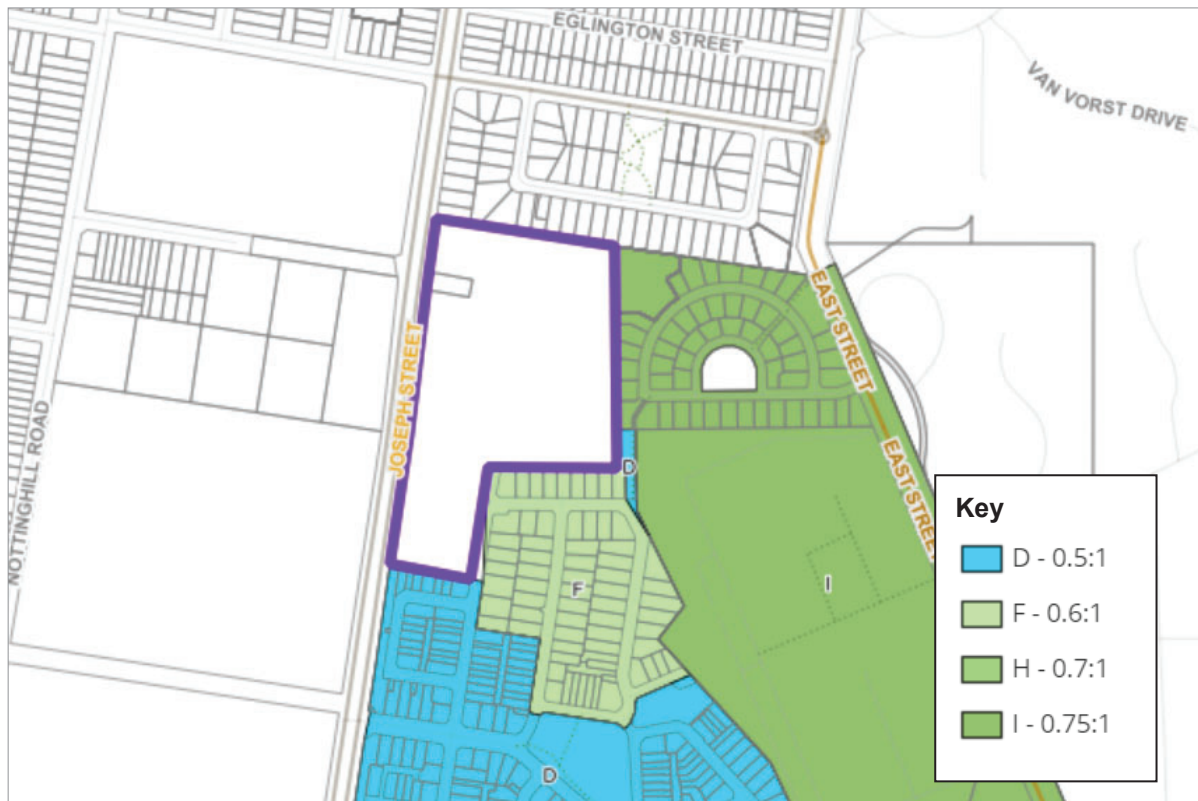 EGLINGTON STREET
VAN VORST DRIVE
JOSEPH STREET
EAST STREET
EAST STREET
NOTTINGHILL ROAD
D
F
I
D
Key
D - 0.5:1
F - 0.6:1
H - 0.7:1
I - 0.75:1